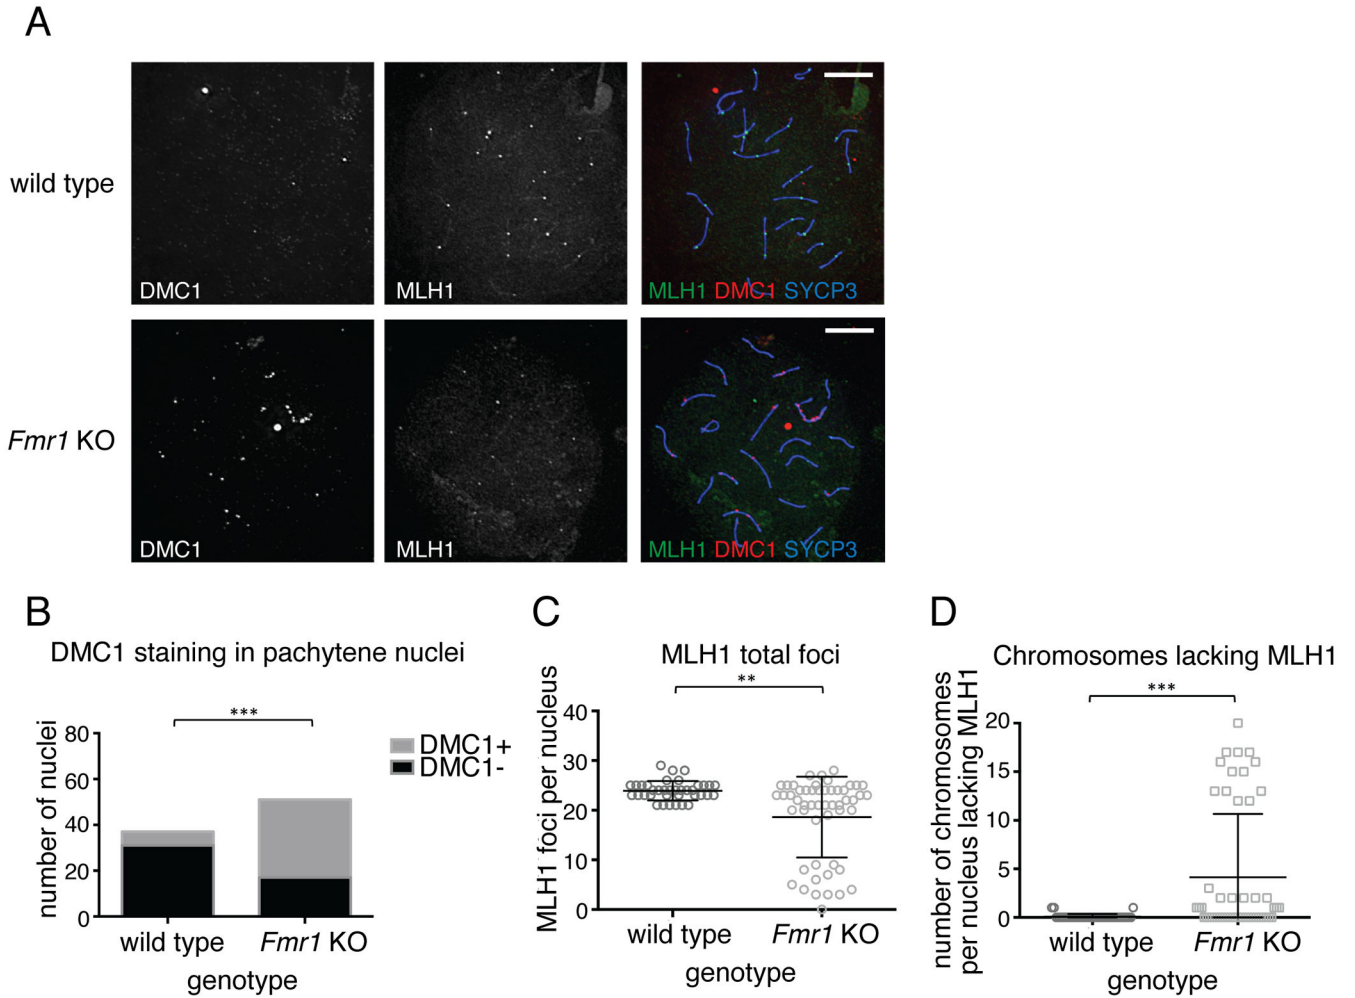 A
wild type
DMC1
MLH1
MLH1 DMC1 SYCP3
Fmr1 KO
DMC1
MLH1
MLH1 DMC1 SYCP3
B
DMC1 staining in pachytene nuclei
***
number of nuclei
80
60
40
20
0
DMC1+
DMC1-
wild type
Fmr1 KO
genotype
C
MLH1 total foci
**
MLH1 foci per nucleus
40
30
20
10
0
wild type
Fmr1 KO
genotype
D
Chromosomes lacking MLH1
***
number of chromosomes
per nucleus lacking MLH1
20
15
10
5
0
wild type
Fmr1 KO
genotype